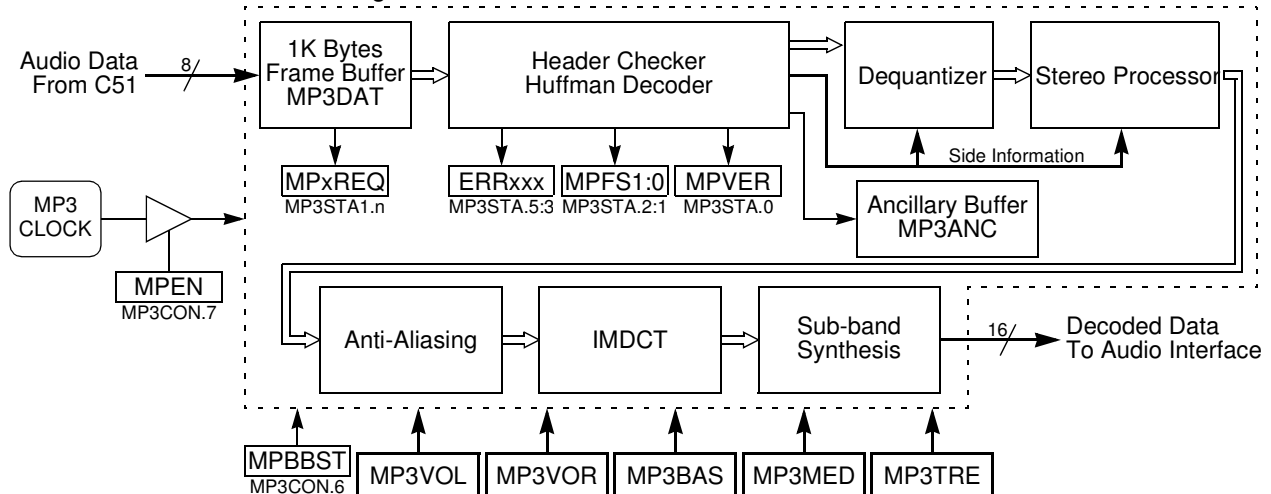 Audio Data
From C51
8
1K Bytes
Frame Buffer
MP3DAT
Header Checker
Huffman Decoder
Dequantizer
Stereo Processor
Side Information
MPxREQ
MP3STA1.n
ERRxxx
MP3STA.5:3
MPFS1:0
MP3STA.2:1
MPVER
MP3STA.0
Ancillary Buffer
MP3ANC
MP3
CLOCK
MPEN
MP3CON.7
Anti-Aliasing
IMDCT
Sub-band
Synthesis
16
Decoded Data
To Audio Interface
MPBBST
MP3CON.6
MP3VOL
MP3VOR
MP3BAS
MP3MED
MP3TRE